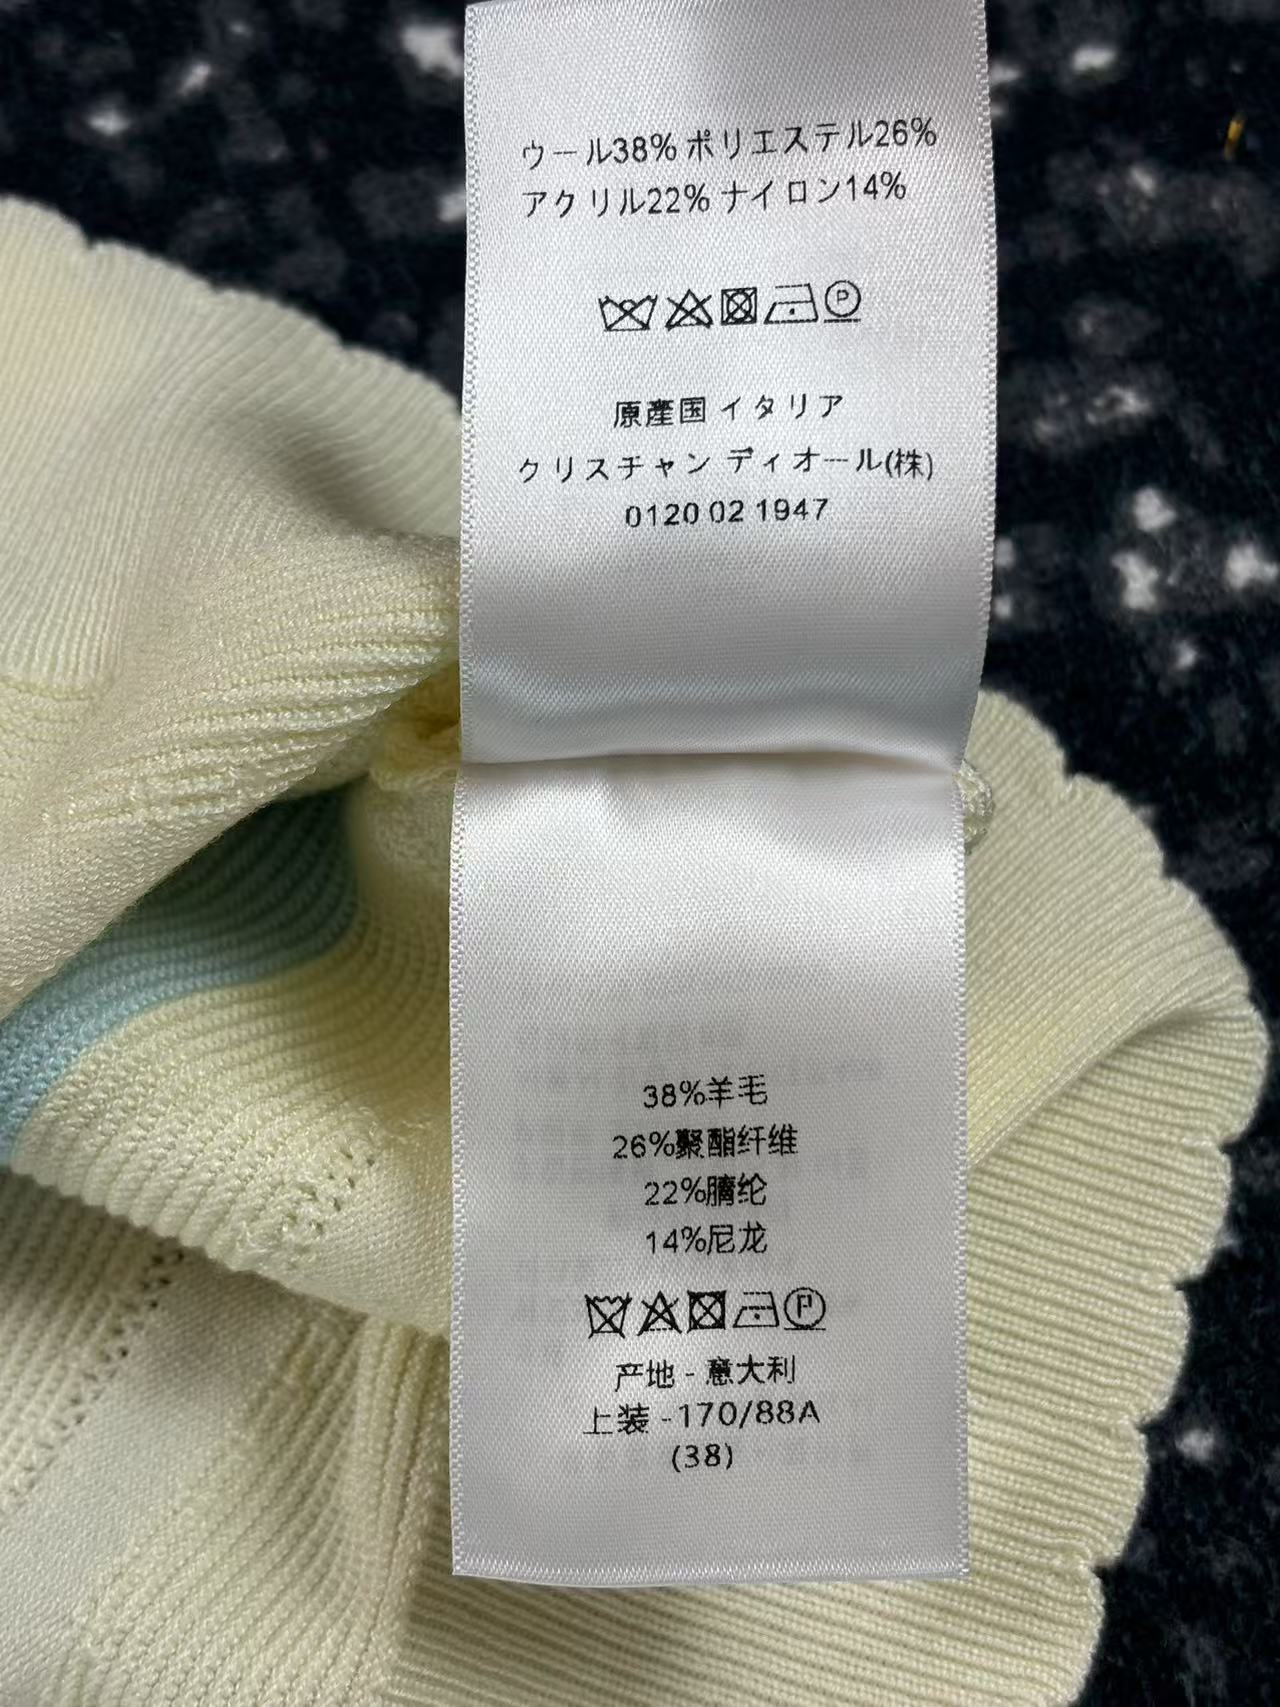 ウール38% ポリエステル26%
アクリル22% ナイロン14%
P
原産国 イタリア
クリスチャン ディオール(株)
0120 02 1947
38%羊毛
26%聚酯纤维
22%腈纶
14%尼龙
P
产地 - 意大利
上装 -170/88A
(38)